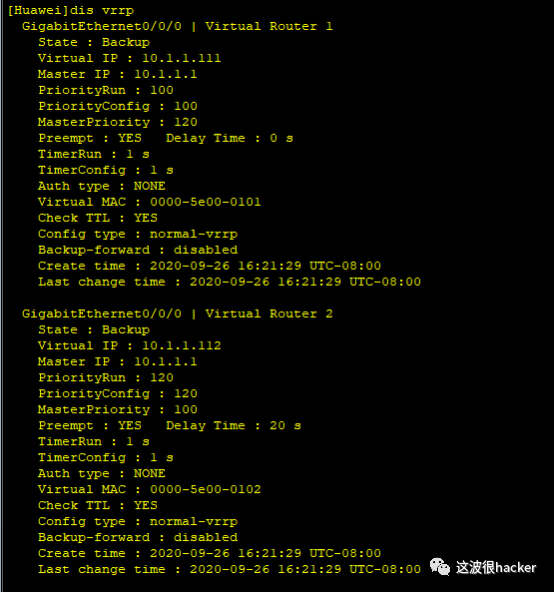 [Huawei]dis vrrp
GigabitEthernet0/0/0 | Virtual Router 1
State : Backup
Virtual IP : 10.1.1.111
Master IP : 10.1.1.1
PriorityRun : 100
PriorityConfig : 100
MasterPriority : 120
Preempt : YES   Delay Time : 0 s
TimerRun : 1 s
TimerConfig : 1 s
Auth type : NONE
Virtual MAC : 0000-5e00-0101
Check TTL : YES
Config type : normal-vrrp
Backup-forward : disabled
Create time : 2020-09-26 16:21:29 UTC-08:00
Last change time : 2020-09-26 16:21:29 UTC-08:00
GigabitEthernet0/0/0 | Virtual Router 2
State : Backup
Virtual IP : 10.1.1.112
Master IP : 10.1.1.1
PriorityRun : 120
PriorityConfig : 120
MasterPriority : 100
Preempt : YES   Delay Time : 20 s
TimerRun : 1 s
TimerConfig : 1 s
Auth type : NONE
Virtual MAC : 0000-5e00-0102
Check TTL : YES
Config type : normal-vrrp
Backup-forward : disabled
Create time : 2020-09-26 16:21:29 UTC-08:00
Last change time : 2020-09-26 16:21:29 UTC-08:00
这波很hacker